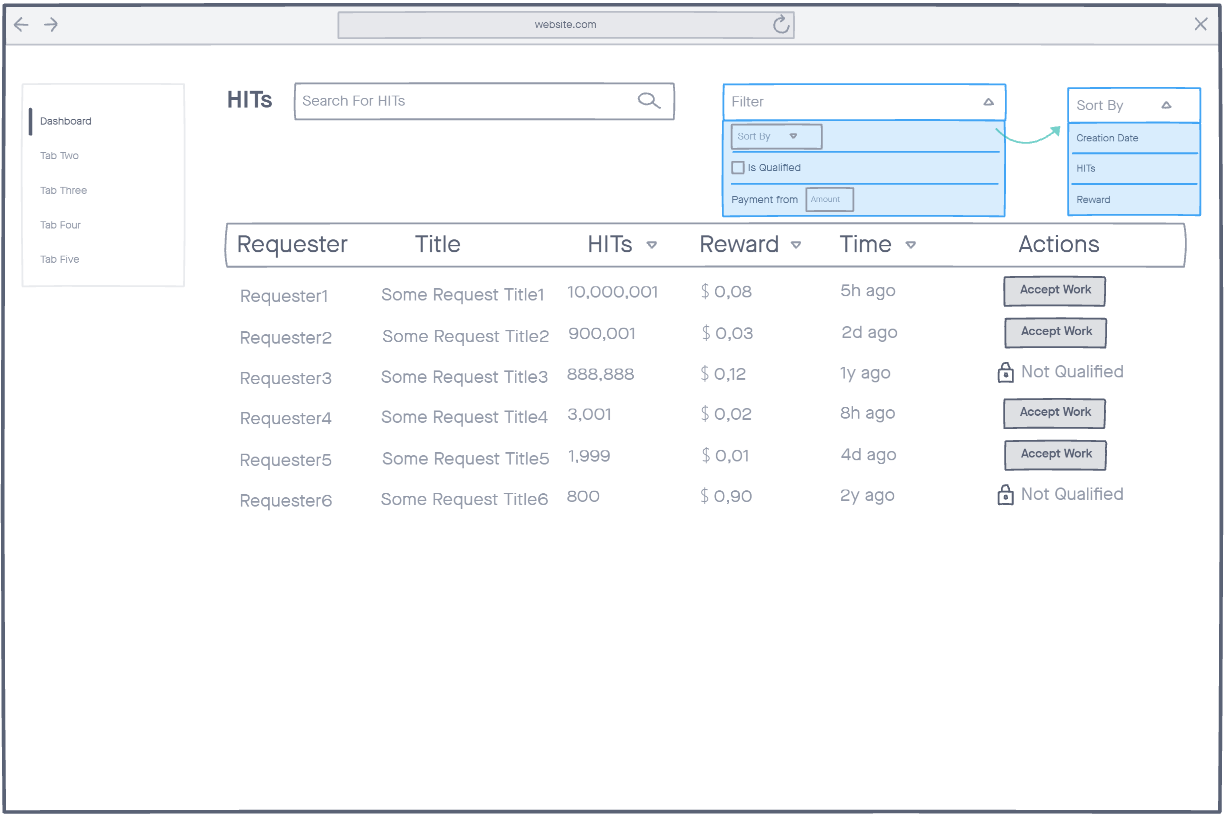 website.com
Dashboard
Tab Two
Tab Three
Tab Four
Tab Five
HITs
Search For HITs
Filter
Sort By
Is Qualified
Payment from Amount
Sort By
Creation Date
HITs
Reward
Requester Title HITs Reward Time Actions
Requester1 Some Request Title1 10,000,001 $ 0,08 5h ago Accept Work
Requester2 Some Request Title2 900,001 $ 0,03 2d ago Accept Work
Requester3 Some Request Title3 888,888 $ 0,12 1y ago Not Qualified
Requester4 Some Request Title4 3,001 $ 0,02 8h ago Accept Work
Requester5 Some Request Title5 1,999 $ 0,01 4d ago Accept Work
Requester6 Some Request Title6 800 $ 0,90 2y ago Not Qualified